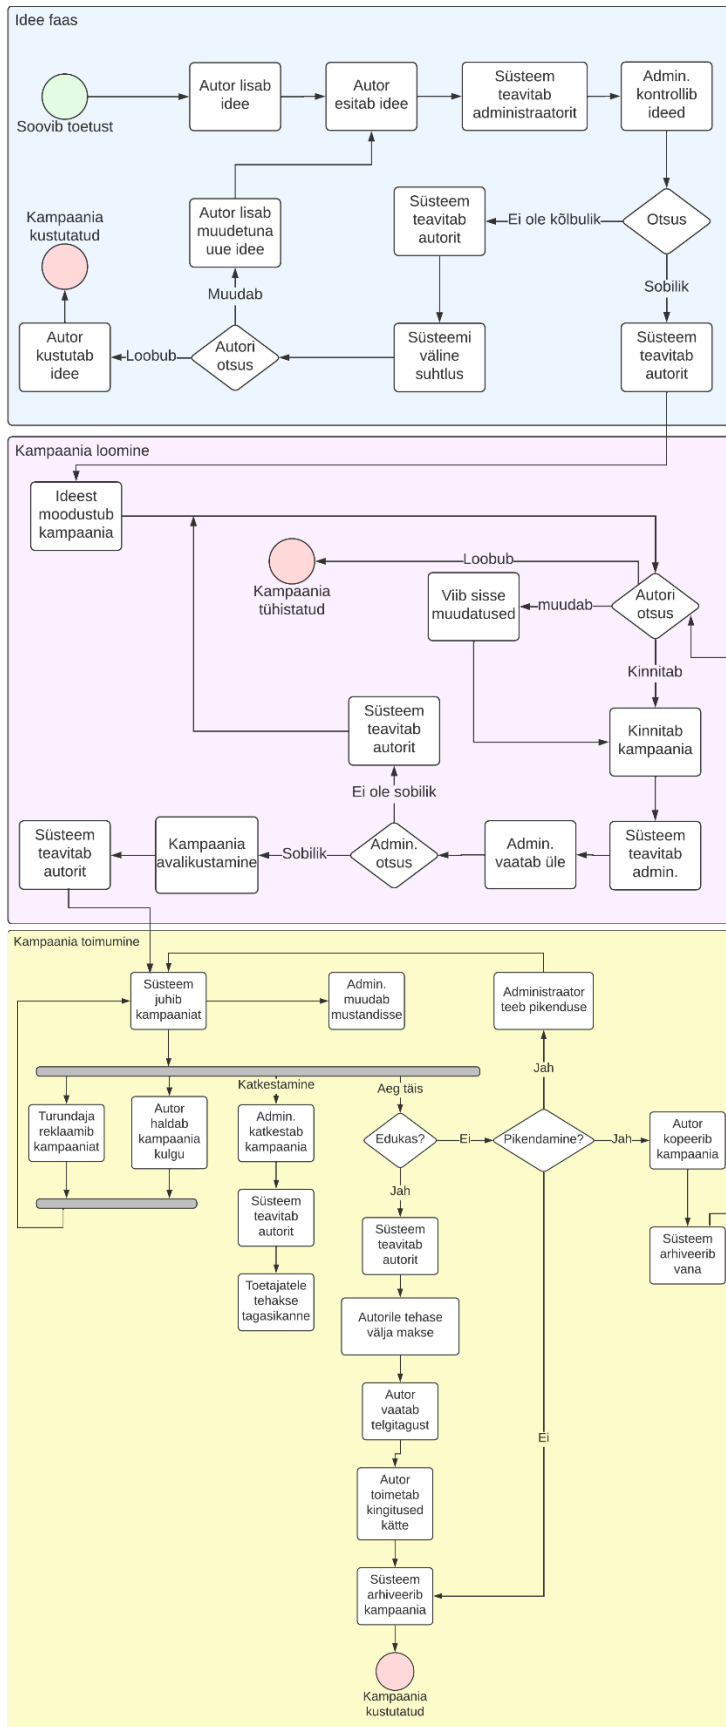 Idee faas
Soovib toetust
Autor lisab
idee
Autor
esitab idee
Süsteem
teavitab
administraatorit
Admin.
kontrollib
ideed
Otsus
Ei ole kõlbulik
Süsteem
teavitab
autorit
Sobilik
Süsteem
teavitab
autorit
Süsteemi
väline
suhtlus
Autori
otsus
Muudab
Autor lisab
muudetuna
uue idee
Loobub
Autor
kustutab
idee
Kampaania
kustutatud
Kampaania loomine
Ideest
moodustub
kampaania
Autori
otsus
Loobub
Kampaania
tühistatud
muudab
Viib sisse
muudatused
Kinnitab
Kinnitab
kampaania
Süsteem
teavitab
admin.
Admin.
vaatab üle
Admin.
otsus
Ei ole sobilik
Süsteem
teavitab
autorit
Sobilik
Kampaania
avalikustamine
Süsteem
teavitab
autorit
Kampaania toimumine
Süsteem
juhib
kampaaniat
Admin.
muudab
mustandisse
Administraator
teeb pikenduse
Turundaja
reklaamib
kampaaniat
Autor
haldab
kampaania
kulgu
Katkestamine
Admin.
katkestab
kampaania
Süsteem
teavitab
autorit
Toetajatele
tehakse
tagasikanne
Aeg täis
Edukas?
Ei
Pikendamine?
Jah
Jah
Autor
kopeerib
kampaania
Süsteem
arhiveerib
vana
Jah
Süsteem
teavitab
autorit
Autorile tehase
välja makse
Autor
vaatab
telgitagust
Ei
Autor
toimetab
kingitused
kätte
Süsteem
arhiveerib
kampaania
Kampaania
kustutatud